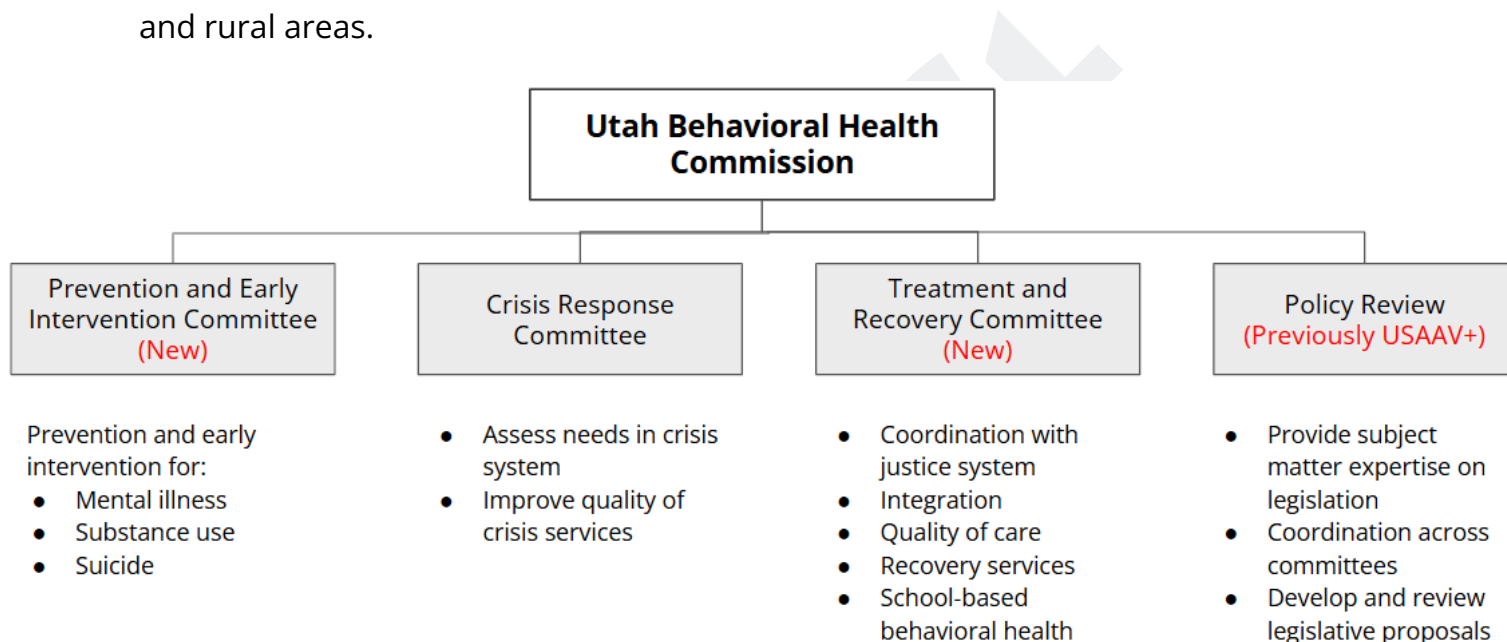 and rural areas.
Utah Behavioral Health
Commission
Prevention and Early
Intervention Committee
(New)
Crisis Response
Committee
Treatment and
Recovery Committee
(New)
Policy Review
(Previously USAAV+)
Prevention and early
intervention for:
● Mental illness
● Substance use
● Suicide
● Assess needs in crisis
system
● Improve quality of
crisis services
● Coordination with
justice system
● Integration
● Quality of care
● Recovery services
● School-based
behavioral health
● Provide subject
matter expertise on
legislation
● Coordination across
committees
● Develop and review
legislative proposals